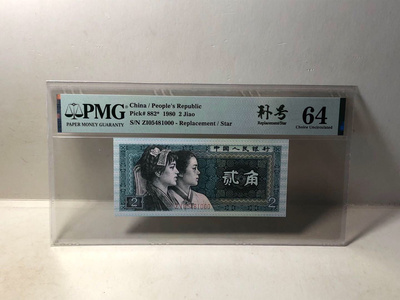 PMG
PAPER MONEY GUARANTY
China / People's Republic
Pick# 882* 1980 2 Jiao
S/N ZJ05481000 - Replacement / Star
补号
Replacement/Star
64
Choice Uncirculated
中国人民银行
贰角
2
2